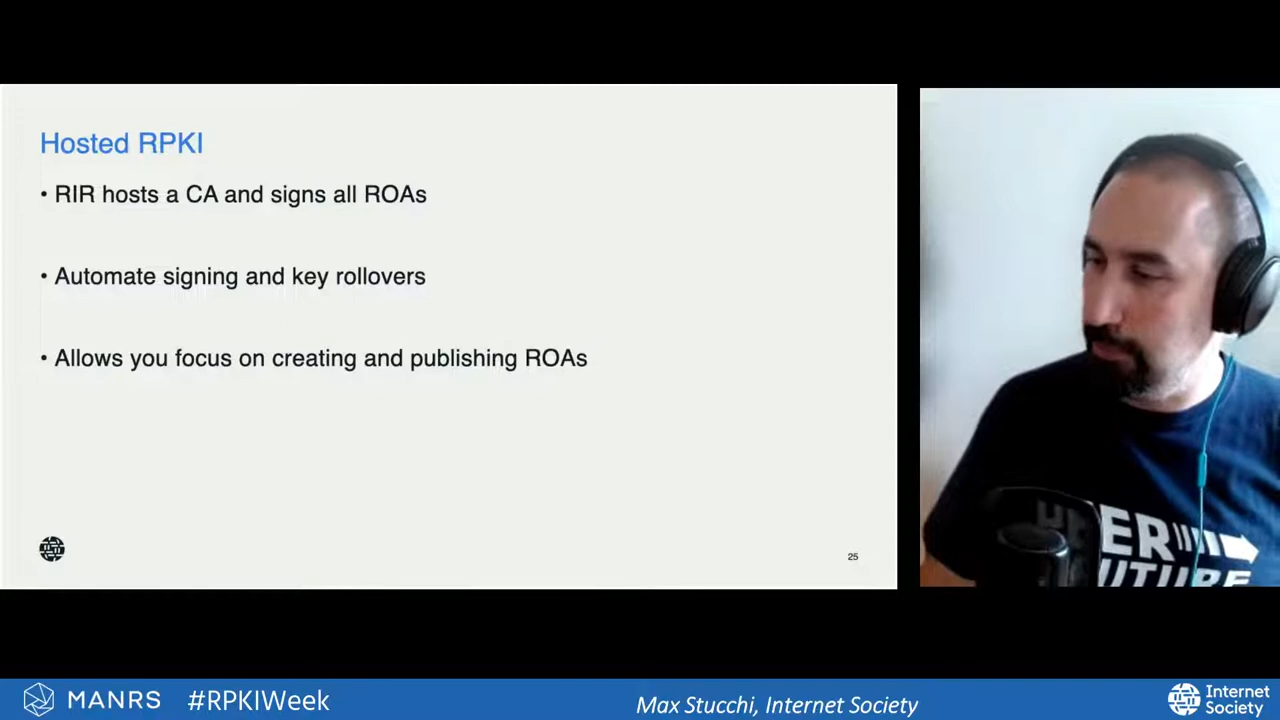 Hosted RPKI
• RIR hosts a CA and signs all ROAs
• Automate signing and key rollovers
• Allows you focus on creating and publishing ROAs
25
MANRS #RPKIWeek
Max Stucchi, Internet Society
Internet
Society